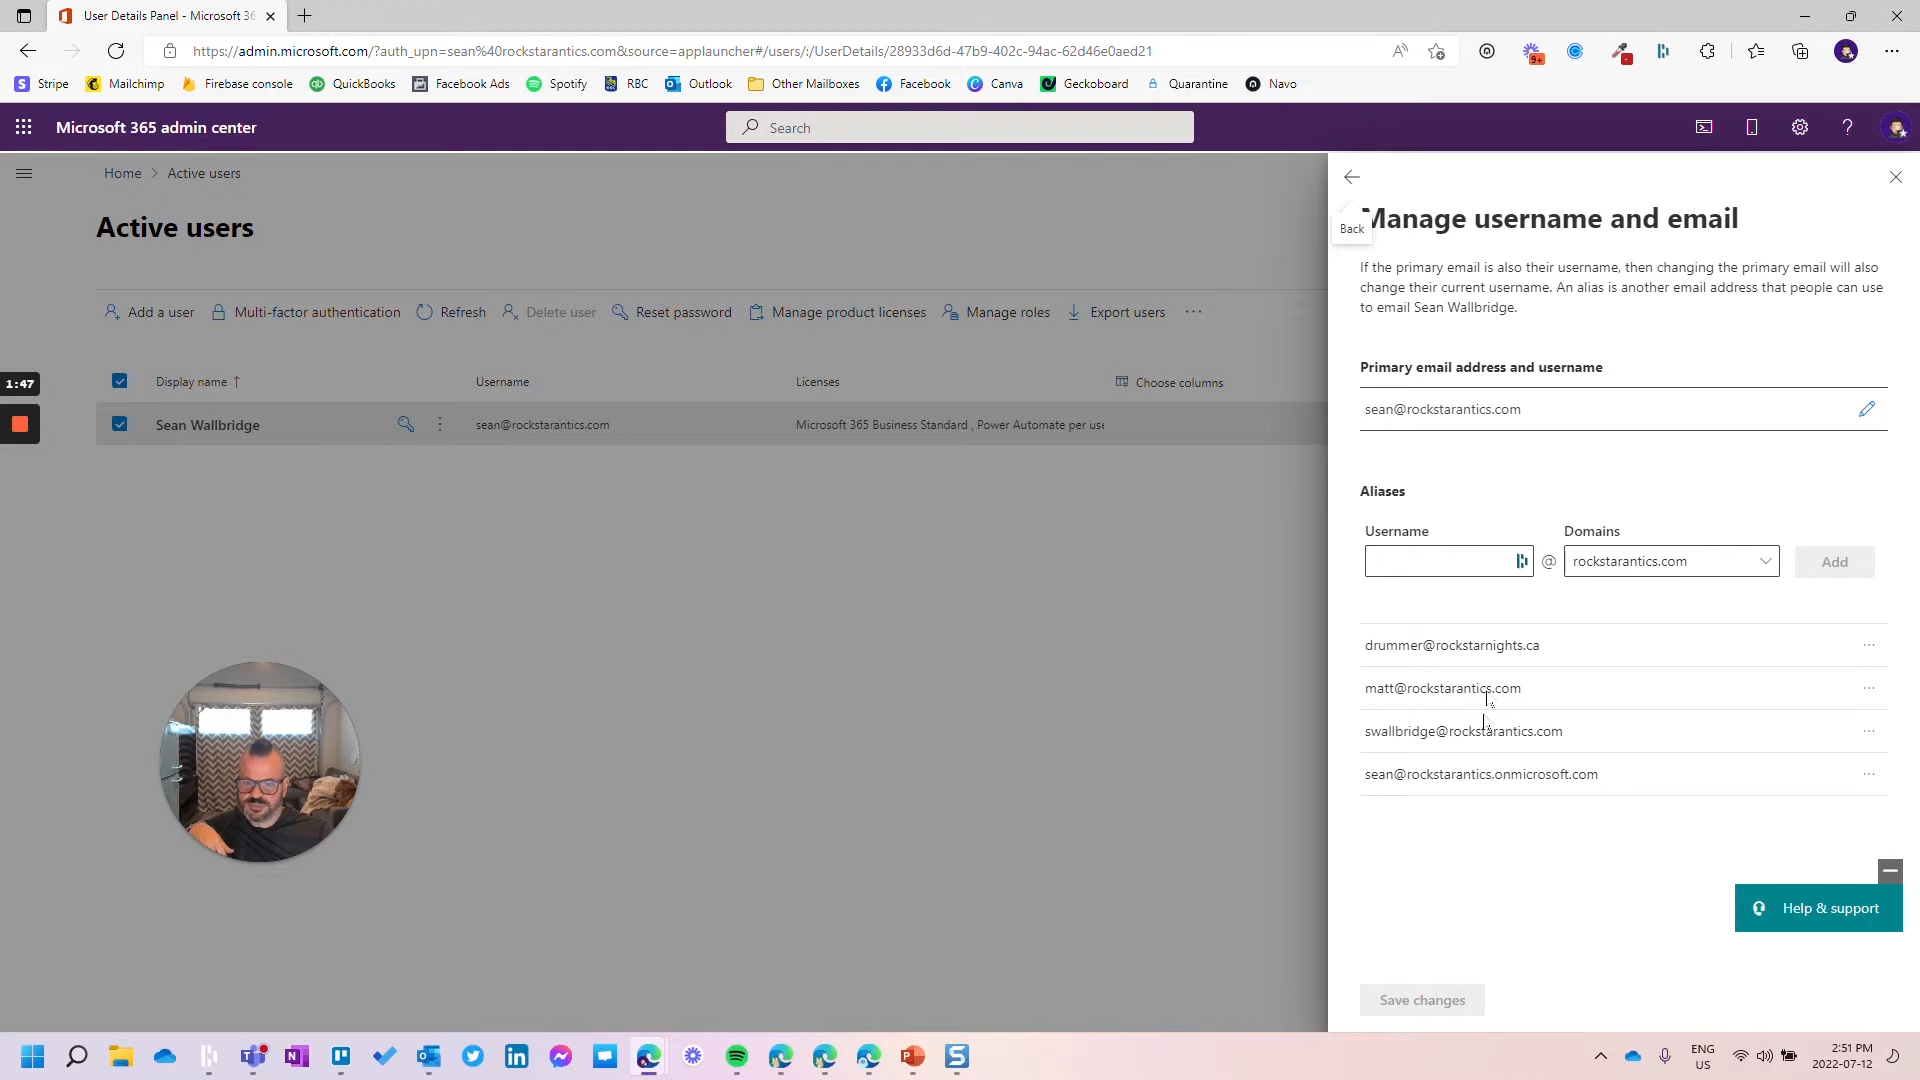 User Details Panel - Microsoft 36
https://admin.microsoft.com/?auth_upn=sean%40rockstarantics.com&source=applauncher#/users/:/UserDetails/28933d6d-47b9-402c-94ac-62d46e0aed21
9+
Stripe Mailchimp Firebase console QuickBooks Facebook Ads Spotify RBC Outlook Other Mailboxes Facebook Canva Geckoboard Quarantine Navo
Microsoft 365 admin center
Search
Home > Active users
Active users
Add a user Multi-factor authentication Refresh Delete user Reset password Manage product licenses Manage roles Export users
Display name ↑ Username Licenses Choose columns
Sean Wallbridge sean@rockstarantics.com Microsoft 365 Business Standard , Power Automate per use
1:47
Back
Manage username and email
If the primary email is also their username, then changing the primary email will also
change their current username. An alias is another email address that people can use
to email Sean Wallbridge.
Primary email address and username
sean@rockstarantics.com
Aliases
Username Domains
@ rockstarantics.com Add
drummer@rockstarnights.ca
matt@rockstarantics.com
swallbridge@rockstarantics.com
sean@rockstarantics.onmicrosoft.com
Help & support
Save changes
ENG
US
2:51 PM
2022-07-12